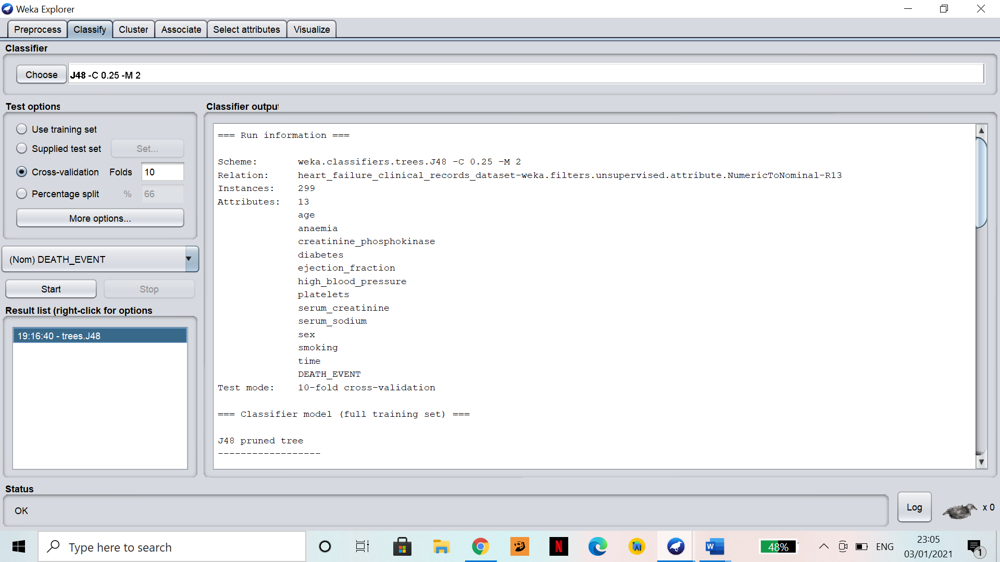 Weka Explorer
Preprocess Classify Cluster Associate Select attributes Visualize
Classifier
Choose J48 -C 0.25 -M 2
Test options
Use training set
Supplied test set Set...
Cross-validation Folds 10
Percentage split % 66
More options...
(Nom) DEATH_EVENT
Start Stop
Result list (right-click for options
19:16:40 - trees.J48
Classifier output
=== Run information ===
Scheme: weka.classifiers.trees.J48 -C 0.25 -M 2
Relation: heart_failure_clinical_records_dataset-weka.filters.unsupervised.attribute.NumericToNominal-R13
Instances: 299
Attributes: 13
age
anaemia
creatinine_phosphokinase
diabetes
ejection_fraction
high_blood_pressure
platelets
serum_creatinine
serum_sodium
sex
smoking
time
DEATH_EVENT
Test mode: 10-fold cross-validation
=== Classifier model (full training set) ===
J48 pruned tree
------------------
Status
OK
Log x 0
Type here to search
N
AI
W
48%
ENG
23:05
03/01/2021
1